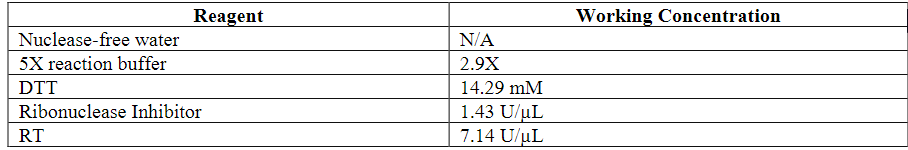 Reagent Working Concentration
Nuclease-free water N/A
5X reaction buffer 2.9X
DTT 14.29 mM
Ribonuclease Inhibitor 1.43 U/µL
RT 7.14 U/µL